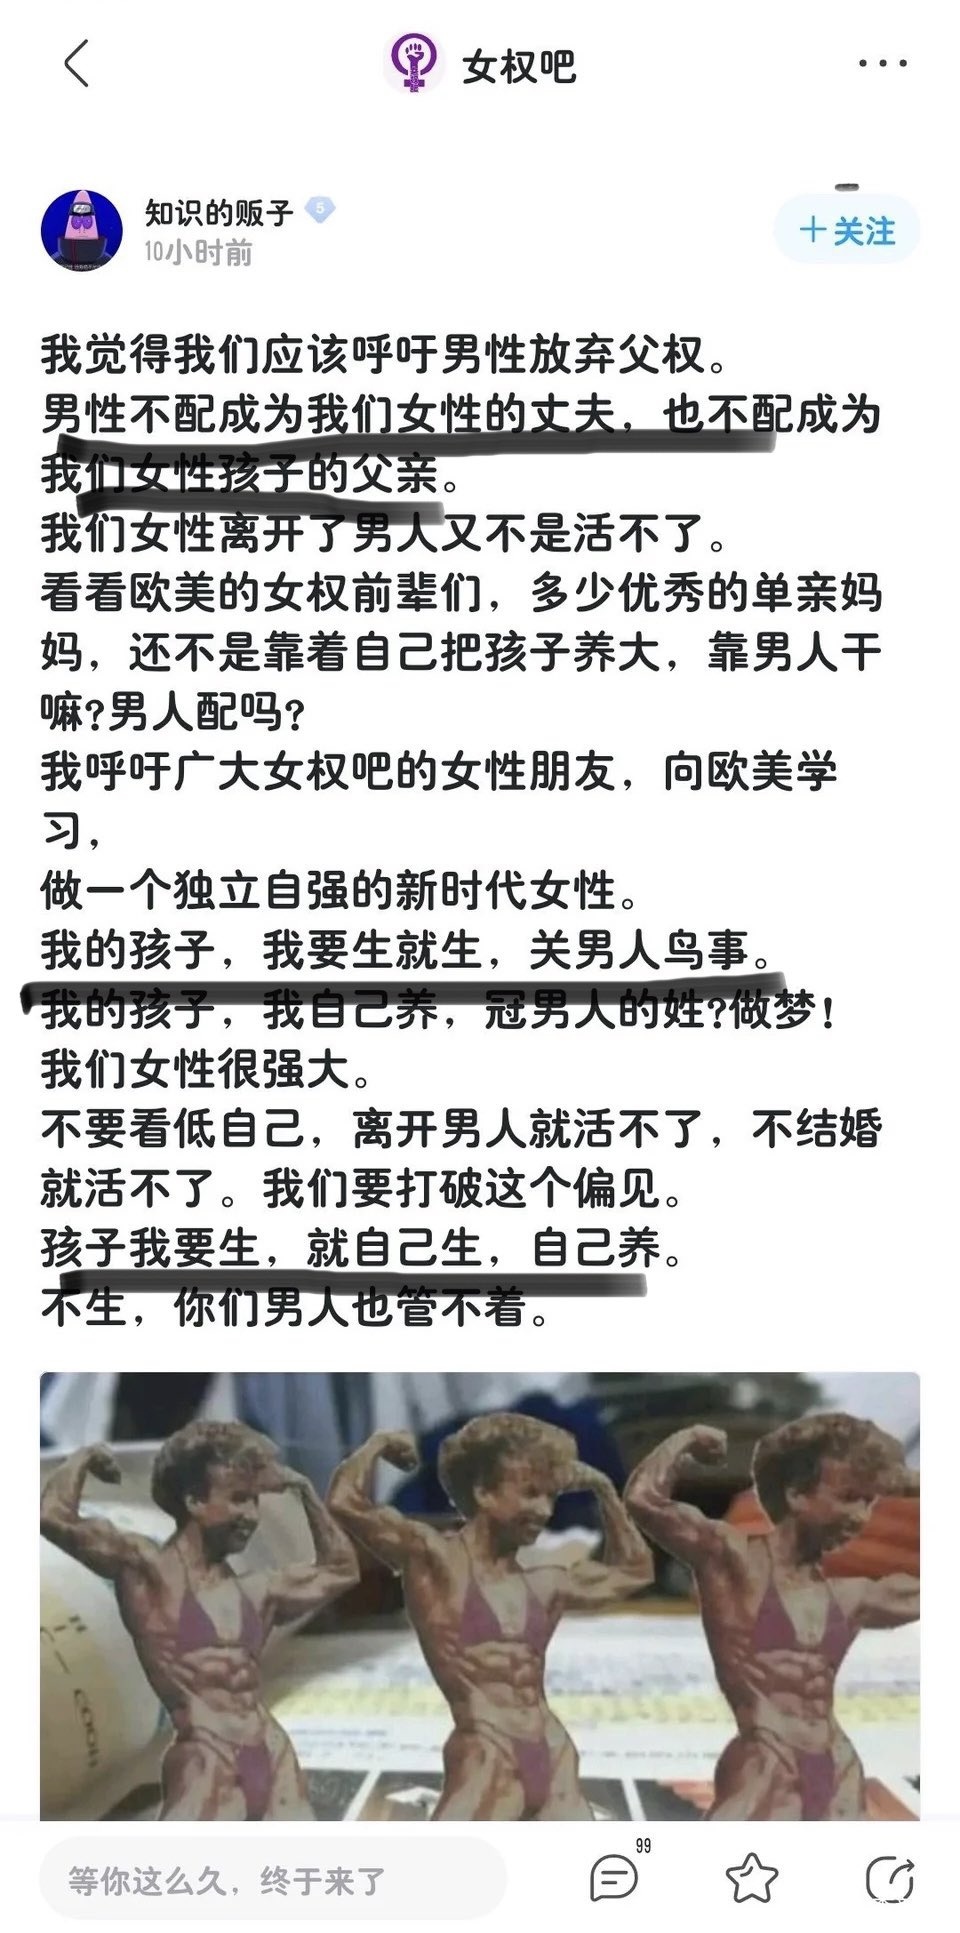 女权吧
知识的贩子 5
10小时前
+关注
我觉得我们应该呼吁男性放弃父权。
男性不配成为我们女性的丈夫，也不配成为
我们女性孩子的父亲。
我们女性离开了男人又不是活不了。
看看欧美的女权前辈们，多少优秀的单亲妈
妈，还不是靠着自己把孩子养大，靠男人干
嘛?男人配吗?
我呼吁广大女权吧的女性朋友，向欧美学
习，
做一个独立自强的新时代女性。
我的孩子，我要生就生，关男人鸟事。
我的孩子，我自己养，冠男人的姓?做梦!
我们女性很强大。
不要看低自己，离开男人就活不了，不结婚
就活不了。我们要打破这个偏见。
孩子我要生，就自己生，自己养。
不生，你们男人也管不着。
等你这么久，终于来了
99